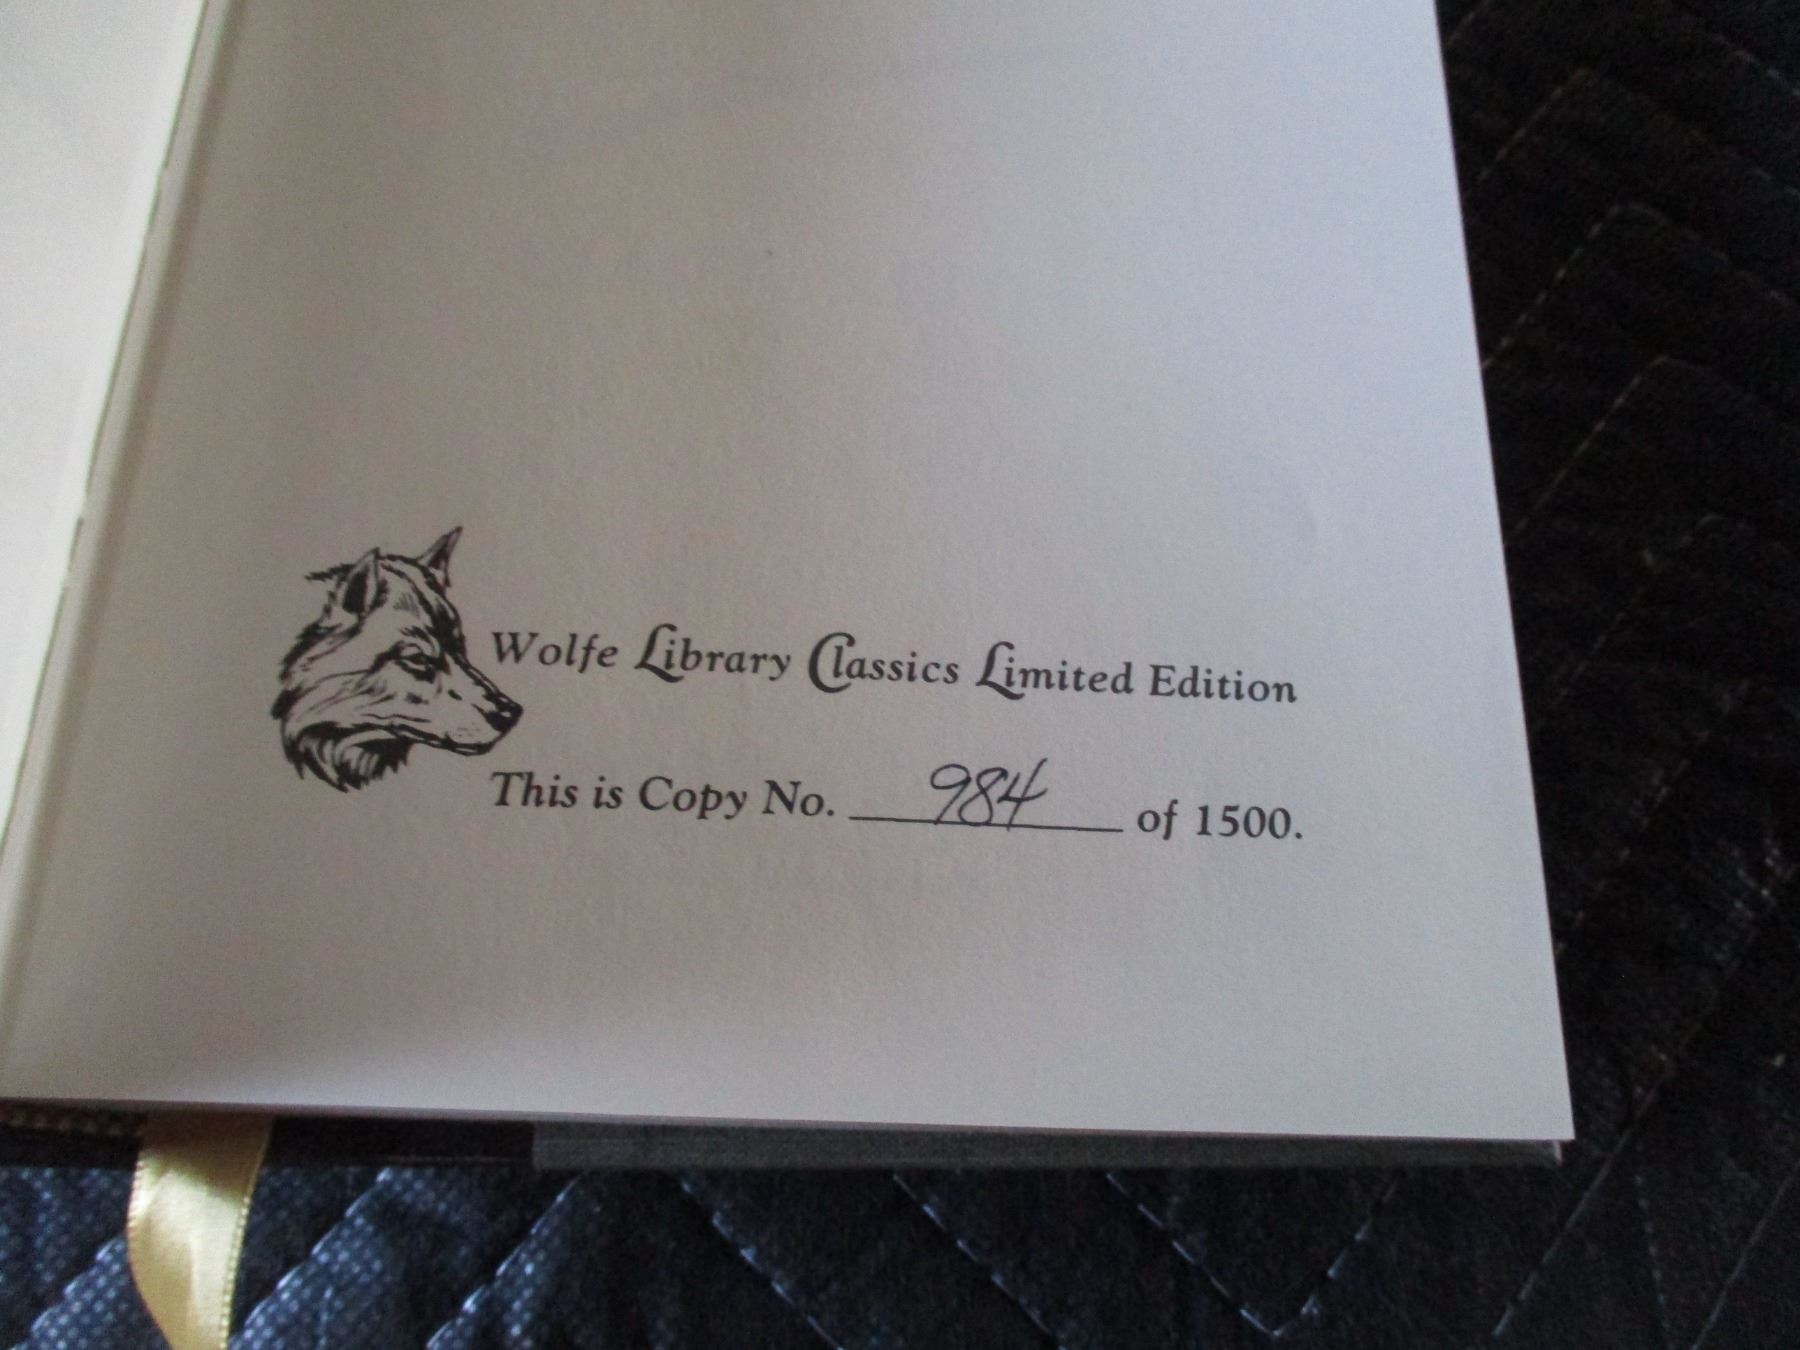 Wolfe Library Classics Limited Edition
This is Copy No. 984 of 1500.